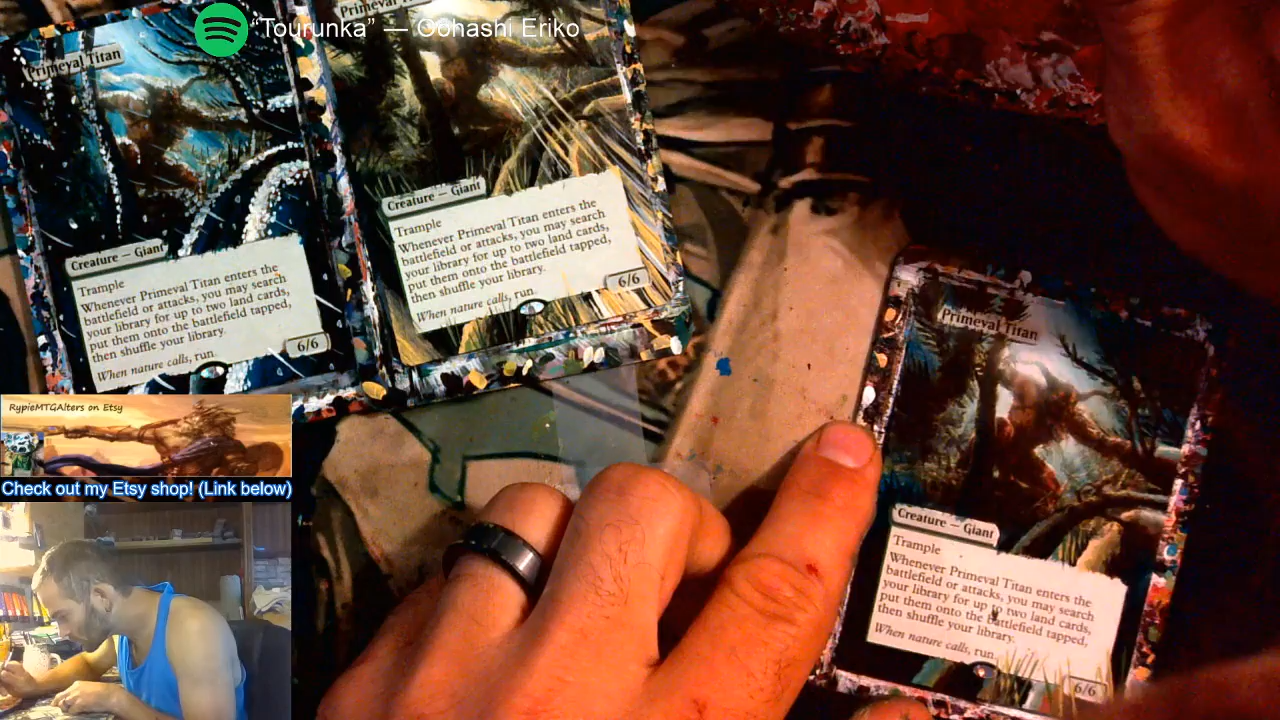 “Tourunka” — Oohashi Eriko
Primeval Titan
Creature — Giant
Trample
Whenever Primeval Titan enters the
battlefield or attacks, you may search
your library for up to two land cards,
put them onto the battlefield tapped,
then shuffle your library.
When nature calls, run.
6/6
Primeval Titan
Creature — Giant
Trample
Whenever Primeval Titan enters the
battlefield or attacks, you may search
your library for up to two land cards,
put them onto the battlefield tapped,
then shuffle your library.
When nature calls, run.
6/6
Primeval Titan
Creature — Giant
Trample
Whenever Primeval Titan enters the
battlefield or attacks, you may search
your library for up to two land cards,
put them onto the battlefield tapped,
then shuffle your library.
When nature calls, run.
6/6
RypieMTGAlters on Etsy
Check out my Etsy shop! (Link below)